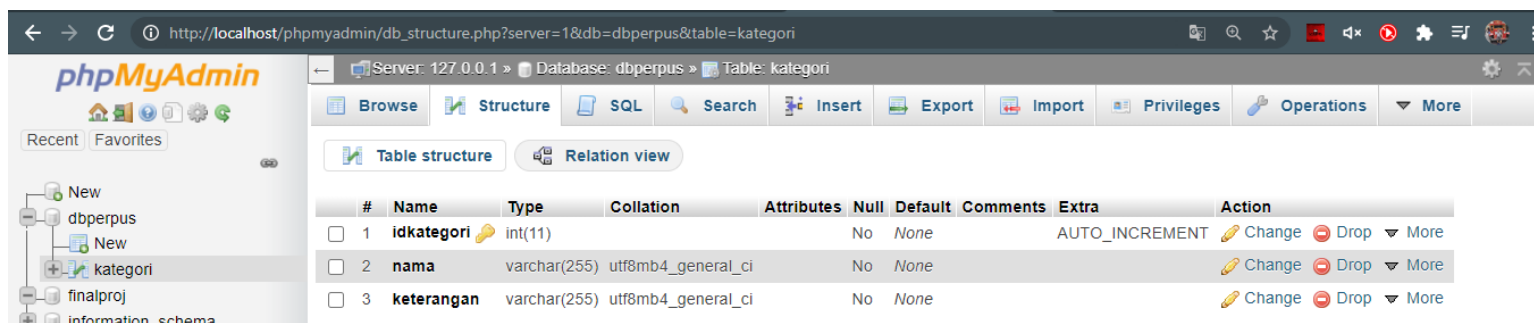 http://localhost/phpmyadmin/db_structure.php?server=1&db=dbperpus&table=kategori
phpMyAdmin
Recent Favorites
New
dbperpus
New
kategori
finalproj
information_schema
Server: 127.0.0.1 » Database: dbperpus » Table: kategori
Browse Structure SQL Search Insert Export Import Privileges Operations More
Table structure Relation view
# Name Type Collation Attributes Null Default Comments Extra Action
1 idkategori int(11) No None AUTO_INCREMENT Change Drop More
2 nama varchar(255) utf8mb4_general_ci No None Change Drop More
3 keterangan varchar(255) utf8mb4_general_ci No None Change Drop More